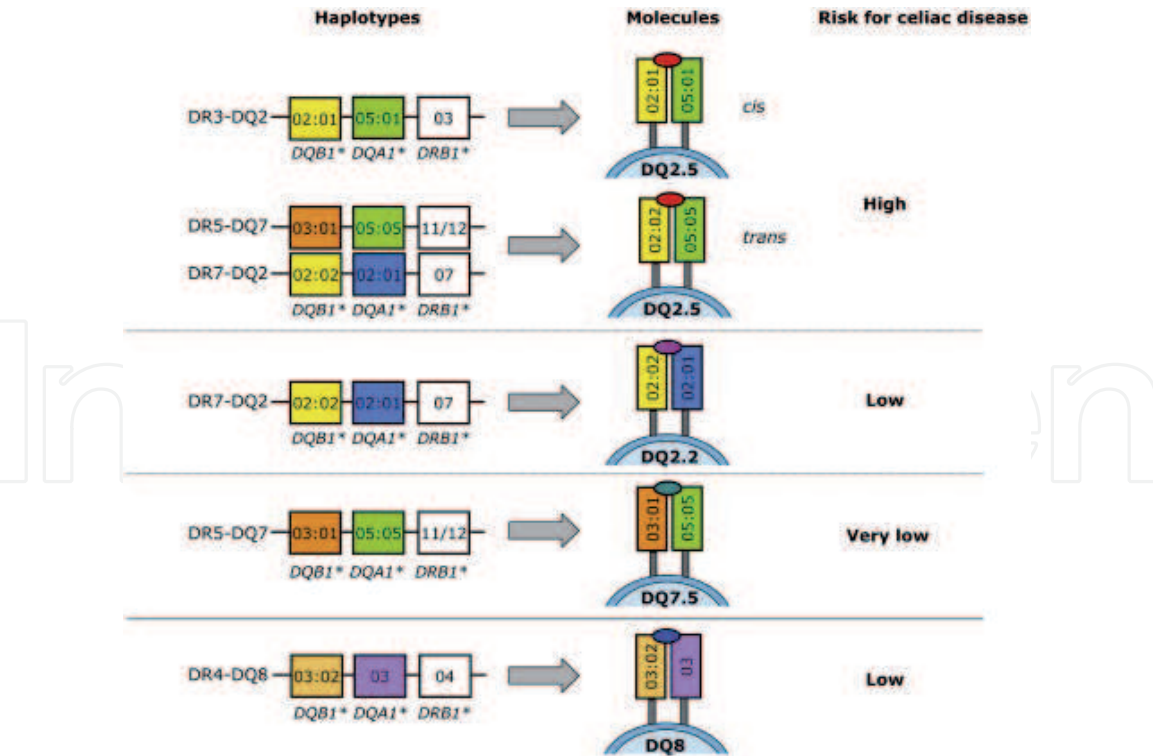 Haplotypes Molecules Risk for celiac disease
DR3-DQ2 02:01 05:01 03
DQB1* DQA1* DRB1*
02:01 05:01
cis
DQ2.5
DR5-DQ7 03:01 05:05 11/12
DR7-DQ2 02:02 02:01 07
DQB1* DQA1* DRB1*
02:02 05:05
trans
DQ2.5
High
DR7-DQ2 02:02 02:01 07
DQB1* DQA1* DRB1*
02:02 02:01
DQ2.2
Low
DR5-DQ7 03:01 05:05 11/12
DQB1* DQA1* DRB1*
03:01 05:05
DQ7.5
Very low
DR4-DQ8 03:02 03 04
DQB1* DQA1* DRB1*
03:02 03
DQ8
Low